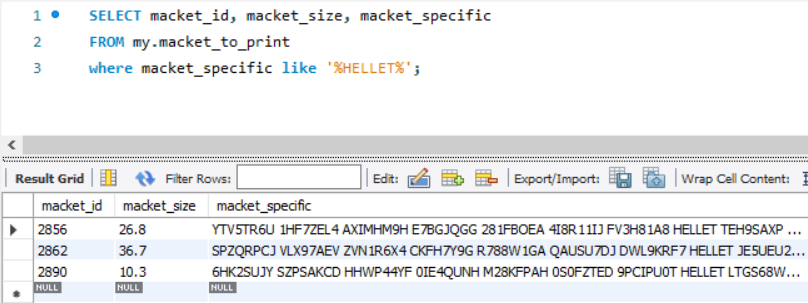 1 SELECT macket_id, macket_size, macket_specific
2 FROM my.macket_to_print
3 where macket_specific like '%HELLET%';
Result Grid Filter Rows: Edit: Export/Import: Wrap Cell Content:
macket_id macket_size macket_specific
2856 26.8 YTV5TR6U 1HF7ZEL4 AXIMHM9H E7BGJQGG 281FBOEA 4I8R11IJ FV3H81A8 HELLET TEH9SAXP ...
2862 36.7 SPZQRPCJ VLX97AEV ZVN1R6X4 CKFH7Y9G R788W1GA QAUSU7DJ DWL9KRF7 HELLET JE5UEU2...
2890 10.3 6HK2SUJY SZPSAKCD HHWP44YF 0IE4QUNH M28KFPAH 0S0FZTED 9PCIPU0T HELLET LTGS68W...
NULL NULL NULL